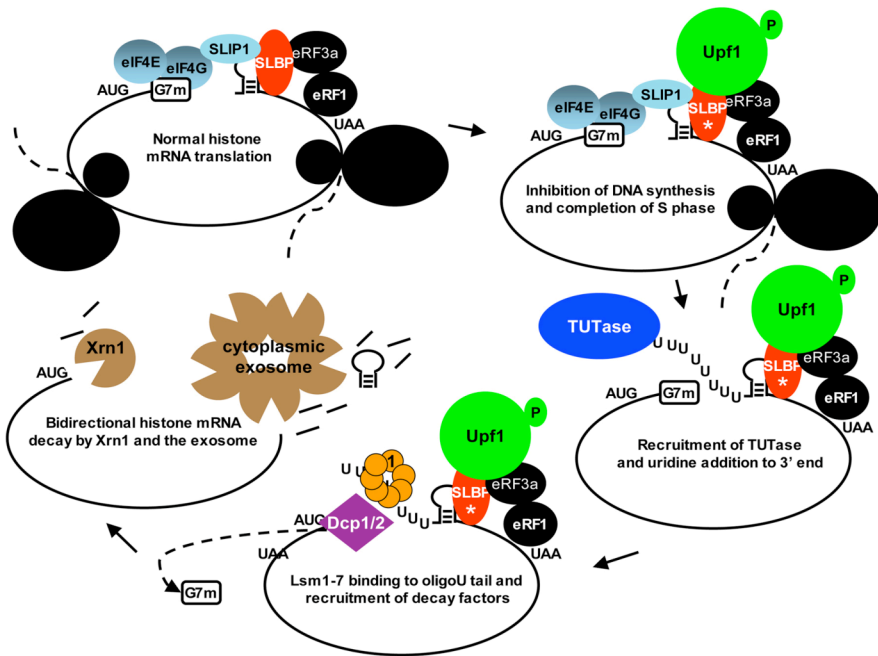 eIF4E
eIF4G
SLIP1
SLBP
eRF3a
eRF1
AUG
G7m
UAA
Normal histone
mRNA translation
Upf1
P
eIF4E
eIF4G
SLIP1
SLBP
*
eRF3a
eRF1
AUG
G7m
UAA
Inhibition of DNA synthesis
and completion of S phase
TUTase
U U U U
U U U U
Upf1
P
SLBP
*
eRF3a
eRF1
AUG
G7m
UAA
Recruitment of TUTase
and uridine addition to 3' end
Upf1
P
SLBP
*
eRF3a
eRF1
1
U U
U U U
AUG
Dcp1/2
UAA
UAA
G7m
Lsm1-7 binding to oligoU tail and
recruitment of decay factors
Xrn1
cytoplasmic
exosome
AUG
Bidirectional histone mRNA
decay by Xrn1 and the exosome